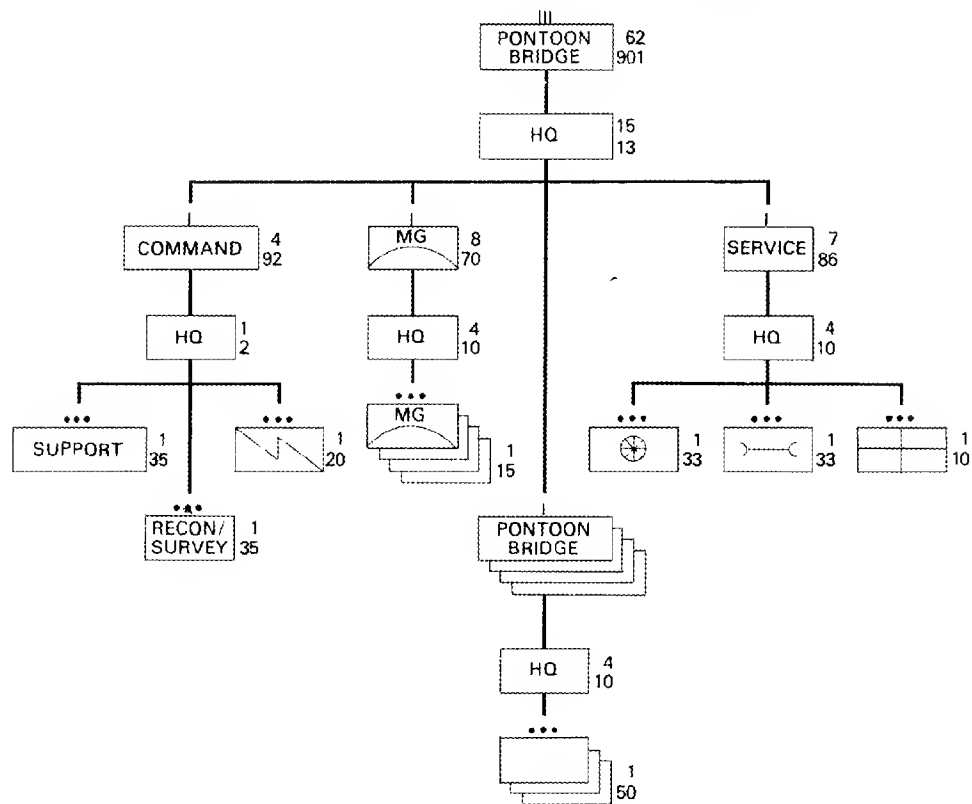 PONTOON 62
BRIDGE 901
HQ 15
13
COMMAND 4
92
MG 8
70
SERVICE 7
86
HQ 1
2
HQ 4
10
HQ 4
10
SUPPORT 1
35
1
20
MG
1
15
1
33
1
33
1
10
RECON/ 1
SURVEY 35
PONTOON
BRIDGE
HQ 4
10
1
50